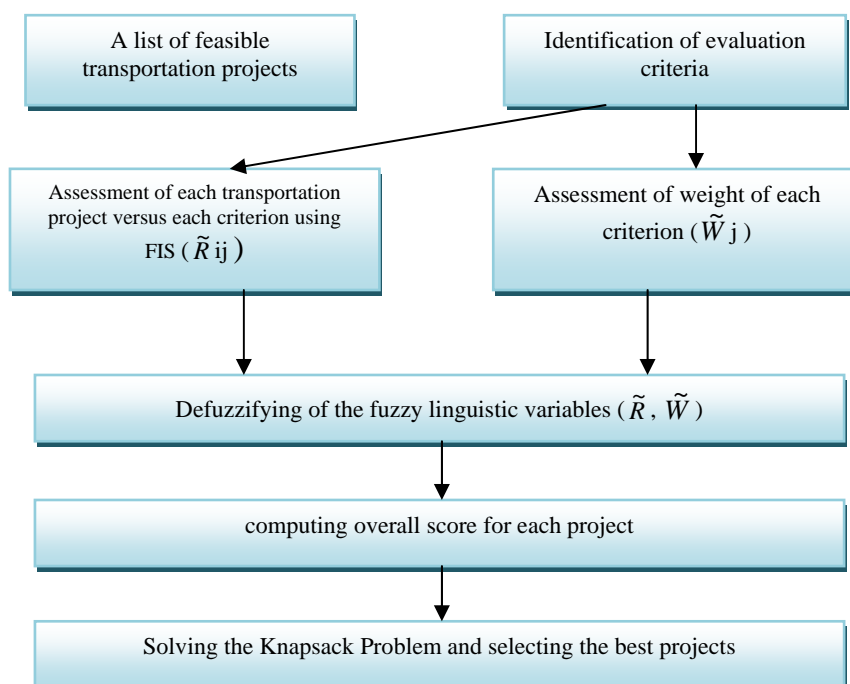 A list of feasible
transportation projects
Identification of evaluation
criteria
Assessment of each transportation
project versus each criterion using
FIS ( R̃ ij )
Assessment of weight of each
criterion ( W̃ j )
Defuzzifying of the fuzzy linguistic variables ( R̃ , W̃ )
computing overall score for each project
Solving the Knapsack Problem and selecting the best projects